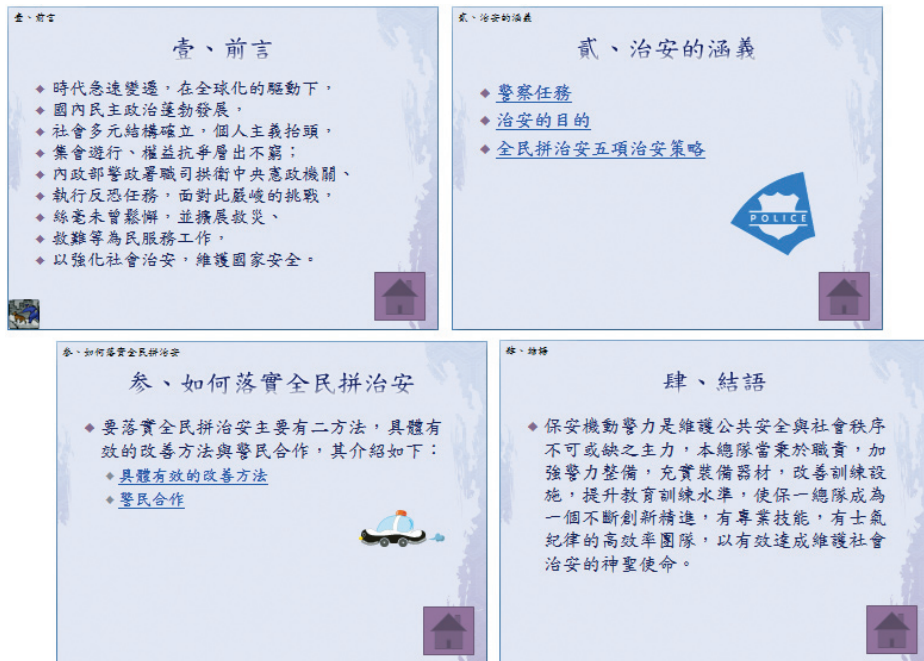 壹、前言
壹、前言
時代急速變遷，在全球化的驅動下，
國內民主政治蓬勃發展，
社會多元結構確立，個人主義抬頭，
集會遊行、權益抗爭層出不窮；
內政部警政署職司拱衛中央憲政機關、
執行反恐任務，面對此嚴峻的挑戰，
絲毫未曾鬆懈，並擴展救災、
救難等為民服務工作，
以強化社會治安，維護國家安全。
貳、治安的涵義
貳、治安的涵義
警察任務
治安的目的
全民拼治安五項治安策略
POLICE
參、如何落實全民拼治安
參、如何落實全民拼治安
要落實全民拼治安主要有二方法，具體有
效的改善方法與警民合作，其介紹如下：
具體有效的改善方法
警民合作
肆、結語
肆、結語
保安機動警力是維護公共安全與社會秩序
不可或缺之主力，本總隊當秉於職責，加
強警力整備，充實裝備器材，改善訓練設
施，提升教育訓練水準，使保一總隊成為
一個不斷創新精進，有專業技能，有士氣
紀律的高效率團隊，以有效達成維護社會
治安的神聖使命。